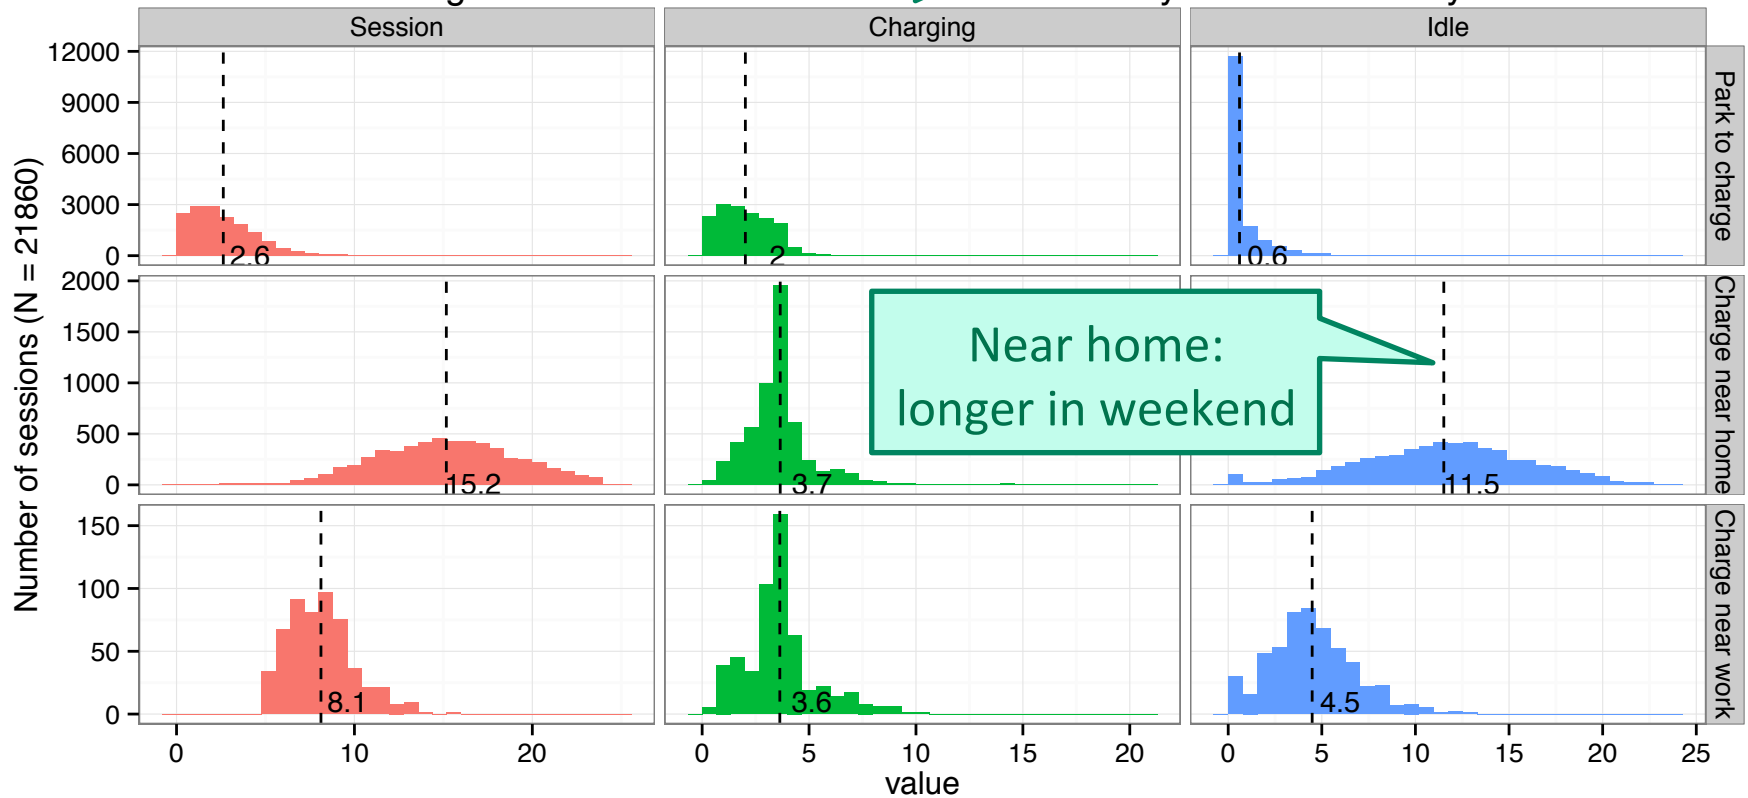 Session Charging Idle
12000
9000
6000
3000
0
2.6
2
0.6
Park to charge
2000
1500
1000
500
0
15.2
3.7
11.5
Near home:
longer in weekend
Charge near home
150
100
50
0
8.1
3.6
4.5
Charge near work
0 10 20
0 5 10 15 20
0 5 10 15 20 25
value
Number of sessions (N = 21860)